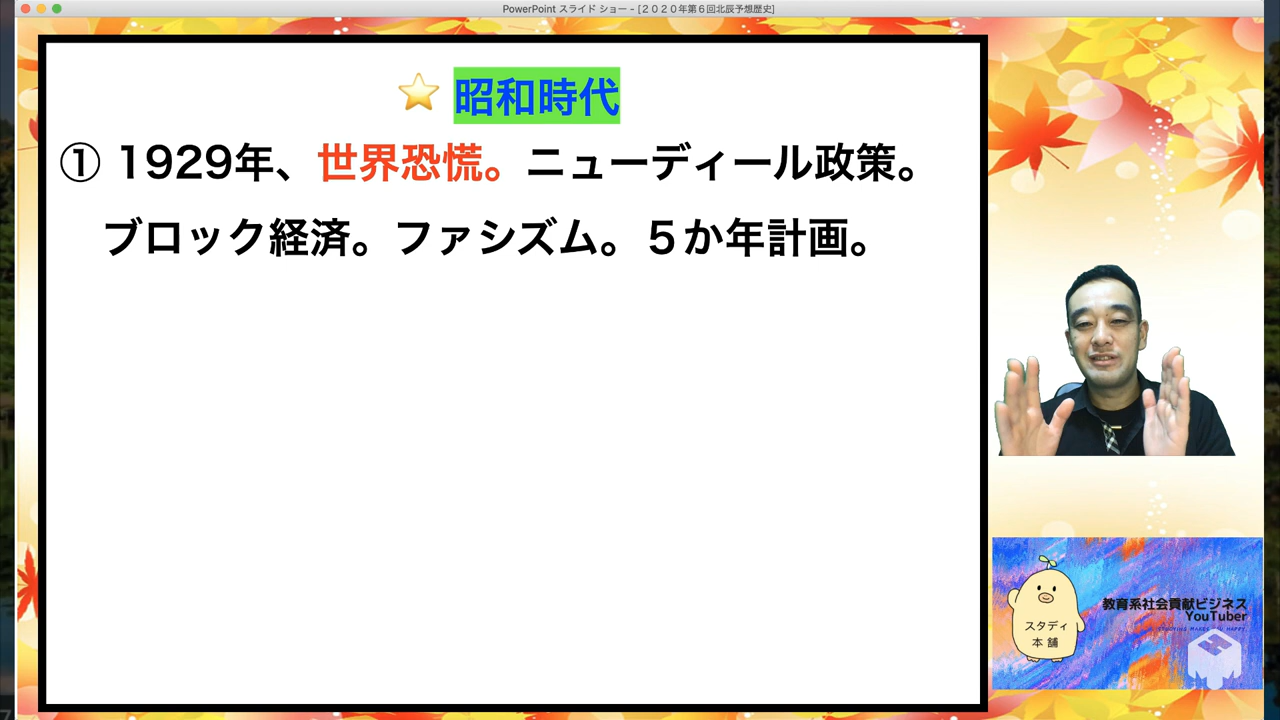 PowerPoint スライド ショー - [２０２０年第６回北辰予想歴史]
⭐ 昭和時代
① 1929年、世界恐慌。ニューディール政策。
ブロック経済。ファシズム。５か年計画。
教育系社会貢献ビジネス
YouTuber
STUDYING MAKES YOU HAPPY.
スタディ
本舗